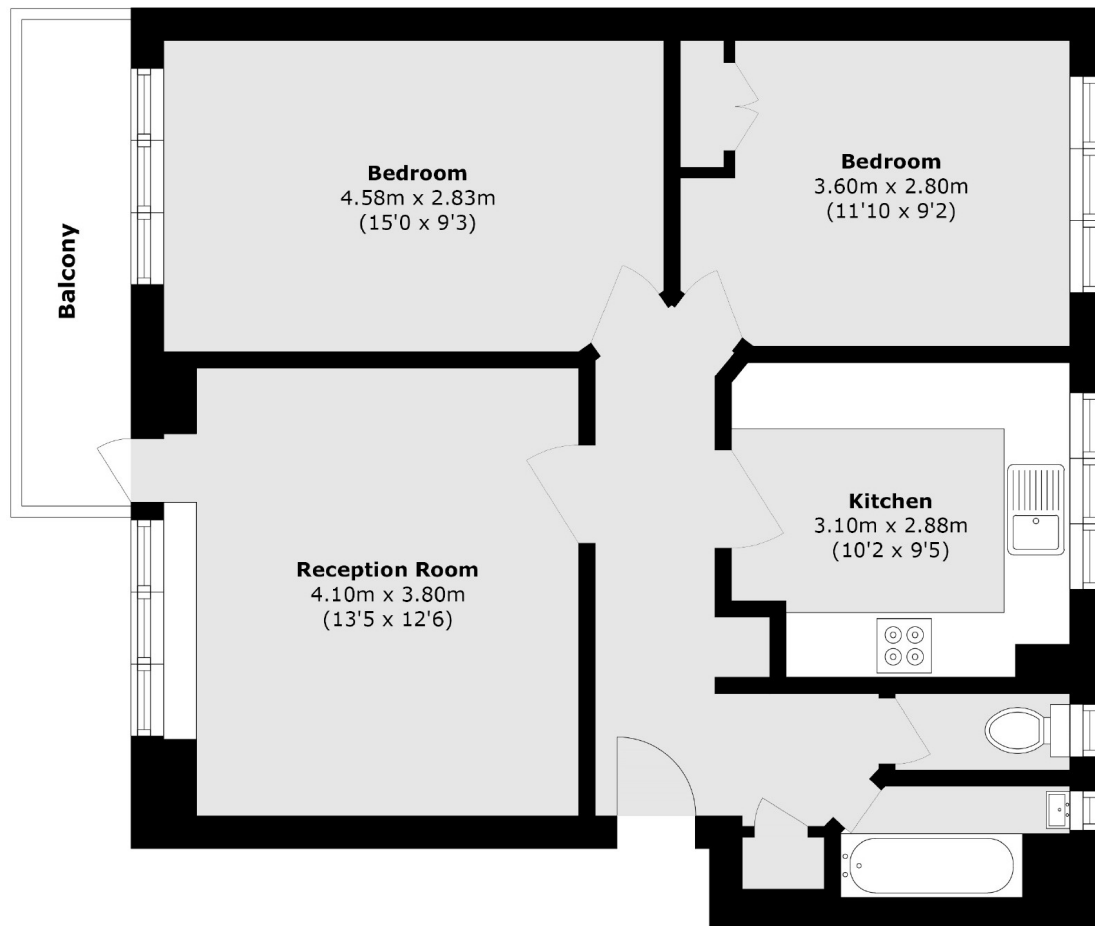 Balcony
Bedroom
4.58m x 2.83m
(15'0 x 9'3)
Bedroom
3.60m x 2.80m
(11'10 x 9'2)
Reception Room
4.10m x 3.80m
(13'5 x 12'6)
Kitchen
3.10m x 2.88m
(10'2 x 9'5)